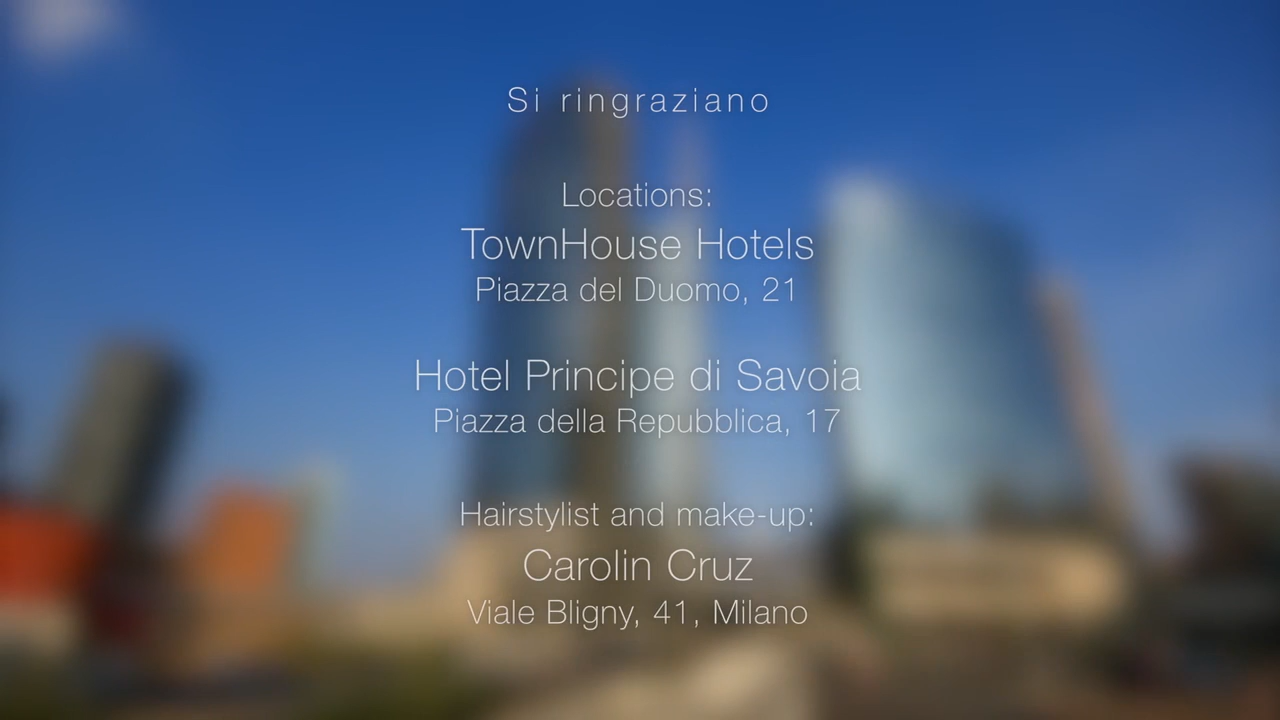 Si ringraziano
Locations:
TownHouse Hotels
Piazza del Duomo, 21
Hotel Principe di Savoia
Piazza della Repubblica, 17
Hairstylist and make-up:
Carolin Cruz
Viale Bligny, 41, Milano